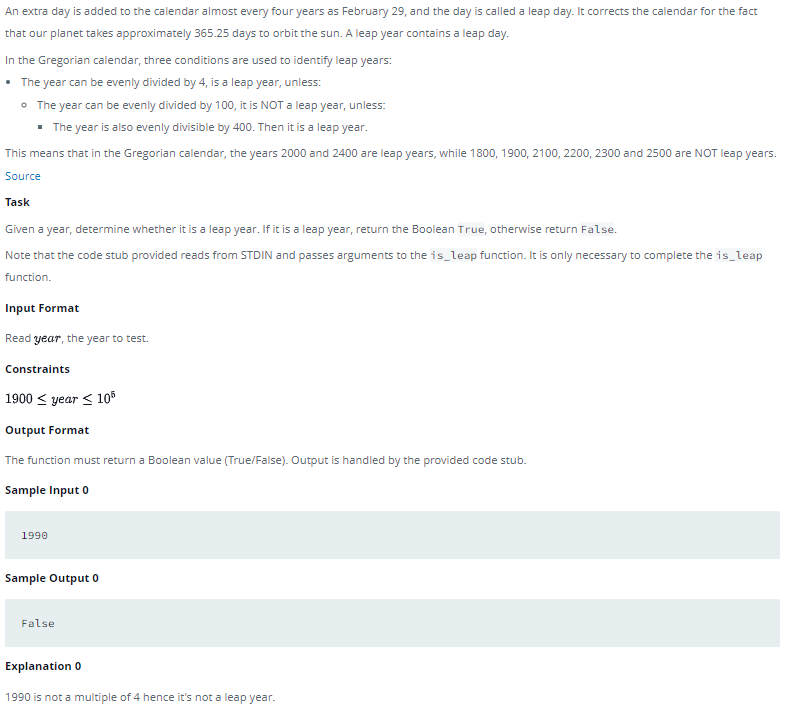 An extra day is added to the calendar almost every four years as February 29, and the day is called a leap day. It corrects the calendar for the fact
that our planet takes approximately 365.25 days to orbit the sun. A leap year contains a leap day.
In the Gregorian calendar, three conditions are used to identify leap years:
• The year can be evenly divided by 4, is a leap year, unless:
○ The year can be evenly divided by 100, it is NOT a leap year, unless:
▪ The year is also evenly divisible by 400. Then it is a leap year.
This means that in the Gregorian calendar, the years 2000 and 2400 are leap years, while 1800, 1900, 2100, 2200, 2300 and 2500 are NOT leap years.
Source
Task
Given a year, determine whether it is a leap year. If it is a leap year, return the Boolean True, otherwise return False.
Note that the code stub provided reads from STDIN and passes arguments to the is_leap function. It is only necessary to complete the is_leap
function.
Input Format
Read year, the year to test.
Constraints
1900 ≤ year ≤ 10⁵
Output Format
The function must return a Boolean value (True/False). Output is handled by the provided code stub.
Sample Input 0
1990
Sample Output 0
False
Explanation 0
1990 is not a multiple of 4 hence it's not a leap year.